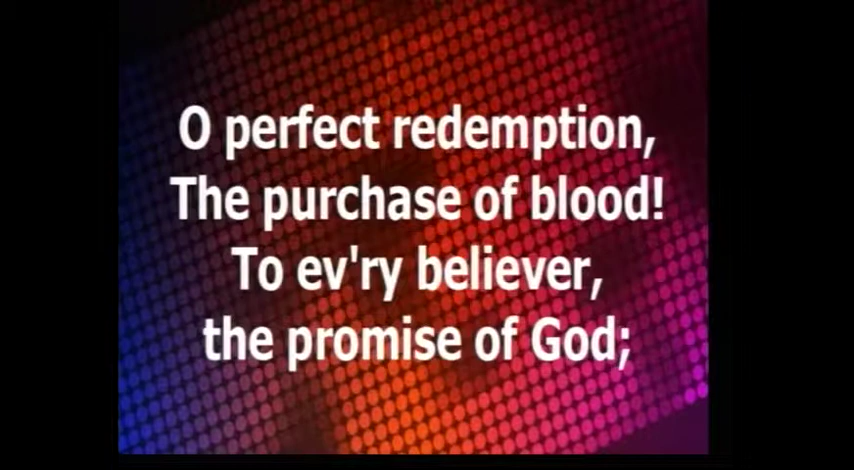 O perfect redemption,
The purchase of blood!
To ev'ry believer,
the promise of God;